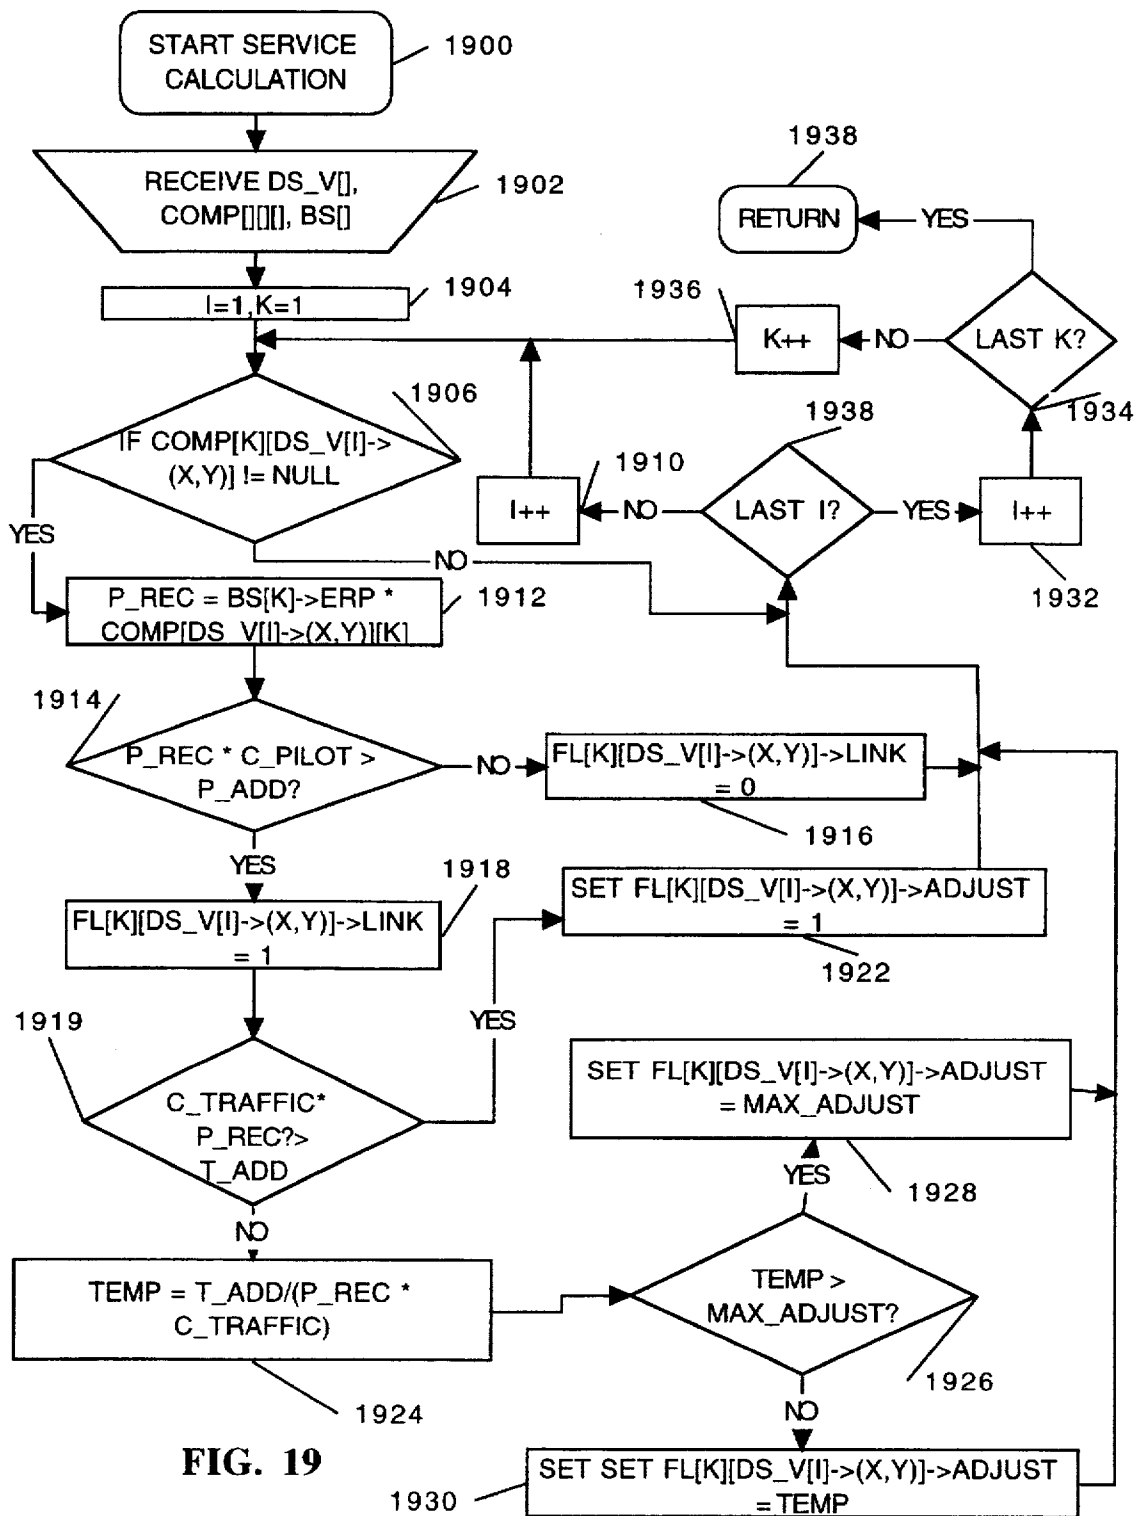 START SERVICE
CALCULATION
1900
RECEIVE DS_V[],
COMP[][][], BS[]
1902
1938
RETURN
YES
I=1,K=1
1904
1936
K++
NO
LAST K?
1934
1906
IF COMP[K][DS_V[I]->
(X,Y)] != NULL
YES
NO
1938
1910
I++
NO
LAST I?
YES
I++
1932
P_REC = BS[K]->ERP *
COMP[DS_V[I]->(X,Y)][K]
1912
1914
P_REC * C_PILOT >
P_ADD?
NO
FL[K][DS_V[I]->(X,Y)]->LINK
= 0
1916
YES
1918
FL[K][DS_V[I]->(X,Y)]->LINK
= 1
SET FL[K][DS_V[I]->(X,Y)]->ADJUST
= 1
1922
YES
1919
C_TRAFFIC*
P_REC?>
T_ADD
NO
SET FL[K][DS_V[I]->(X,Y)]->ADJUST
= MAX_ADJUST
1928
YES
TEMP = T_ADD/(P_REC *
C_TRAFFIC)
1924
TEMP >
MAX_ADJUST?
1926
NO
SET SET FL[K][DS_V[I]->(X,Y)]->ADJUST
=TEMP
1930
FIG. 19